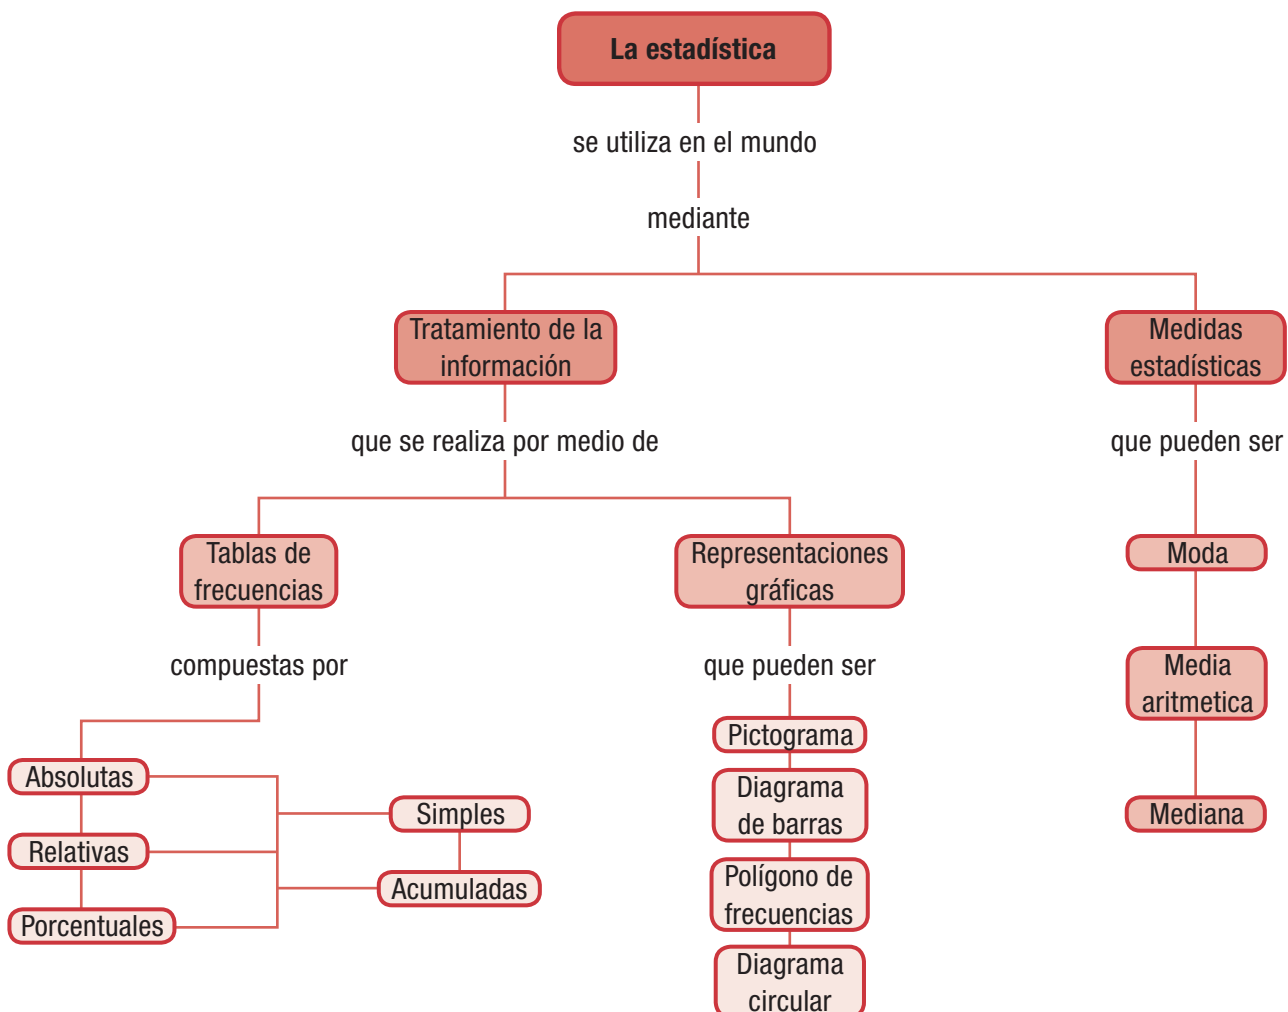 La estadística
se utiliza en el mundo
mediante
Tratamiento de la
información
Medidas
estadísticas
que se realiza por medio de
que pueden ser
Tablas de
frecuencias
Representaciones
gráficas
Moda
compuestas por
que pueden ser
Media
aritmetica
Pictograma
Absolutas
Diagrama
de barras
Simples
Mediana
Relativas
Acumuladas
Polígono de
frecuencias
Porcentuales
Diagrama
circular